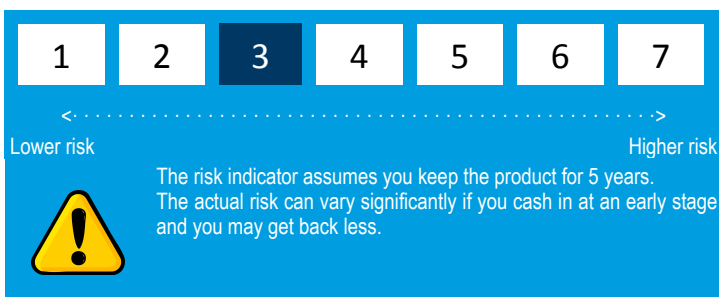 1 2 3 4 5 6 7
<· · · · · · · · · · · · · · · · · · · · · · · · · · · · · · · · · · · · · · · · · · · · · · · · · · · · · ·>
Lower risk Higher risk
The risk indicator assumes you keep the product for 5 years.
The actual risk can vary significantly if you cash in at an early stage
and you may get back less.
!